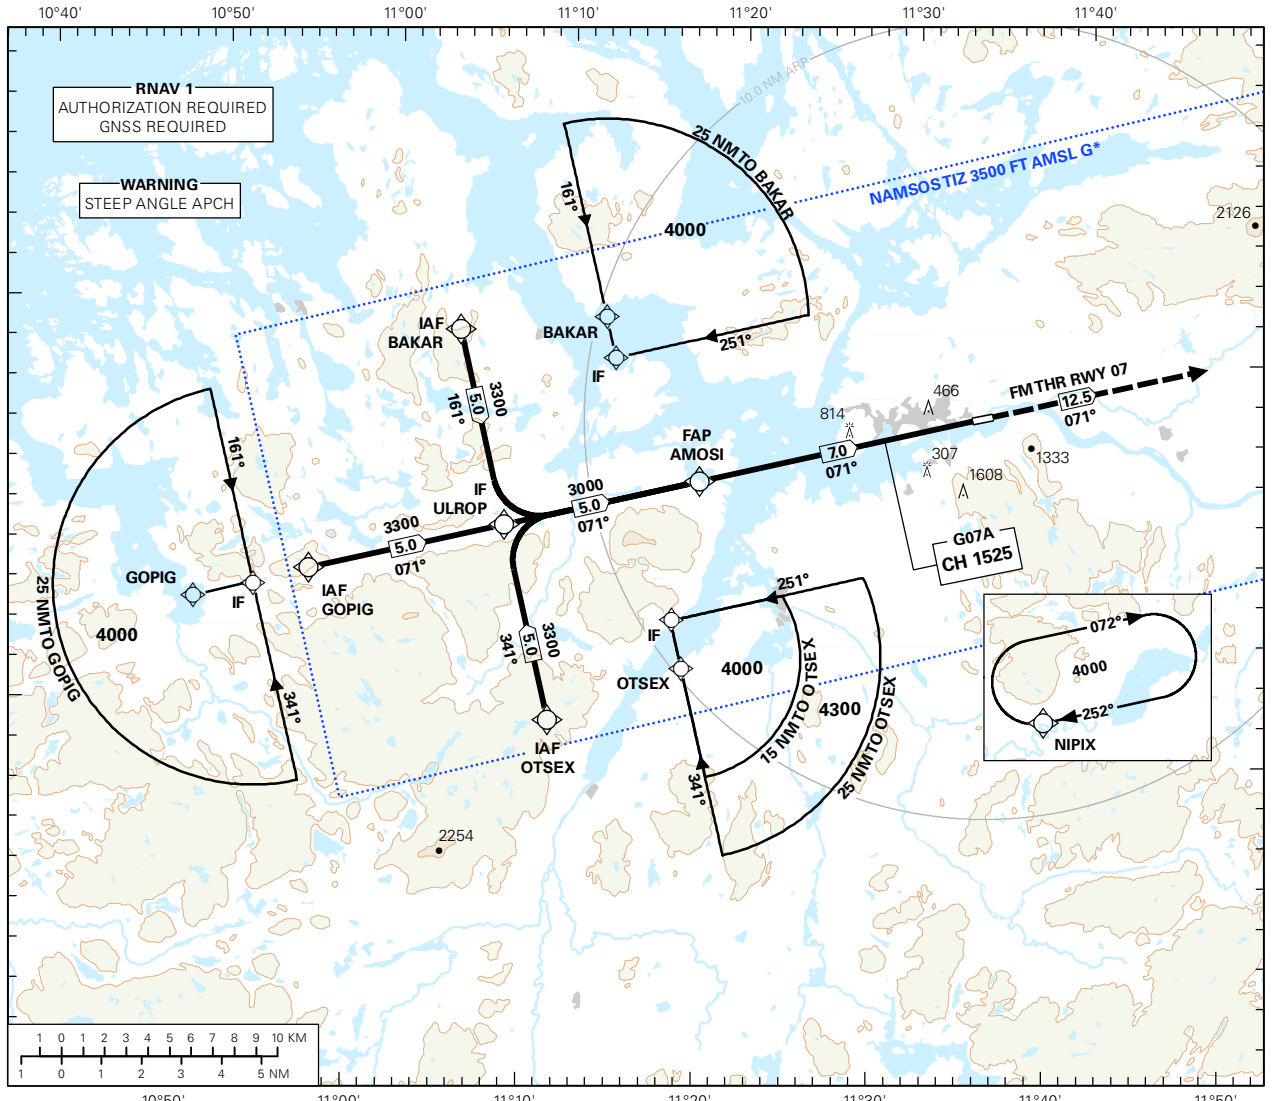 10°40'
10°50'
11°00'
11°10'
11°20'
11°30'
11°40'
RNAV 1
AUTHORIZATION REQUIRED
GNSS REQUIRED
WARNING
STEEP ANGLE APCH
10.0 NM ARP
25 NM TO BAKAR
161°
4000
NAMSOS TIZ 3500 FT AMSL G*
2126
BAKAR
IF
251°
IAF
BAKAR
3300
5.0
161°
FM THR RWY 07
12.5
071°
466
814
307
1608
1333
FAP
AMOSI
7.0
071°
161°
IF
ULROP
3000
5.0
071°
3300
5.0
071°
G07A
CH 1525
GOPIG
IF
IAF
GOPIG
25 NM TO GOPIG
4000
341°
3300
5.0
341°
IAF
OTSEX
251°
IF
OTSEX
4000
15 NM TO OTSEX
4300
25 NM TO OTSEX
341°
072°
4000
252°
NIPIX
2254
1 0 1 2 3 4 5 6 7 8 9 10 KM
1 0 1 2 3 4 5 NM
10°50'
11°00'
11°10'
11°20'
11°30'
11°40'
11°50'